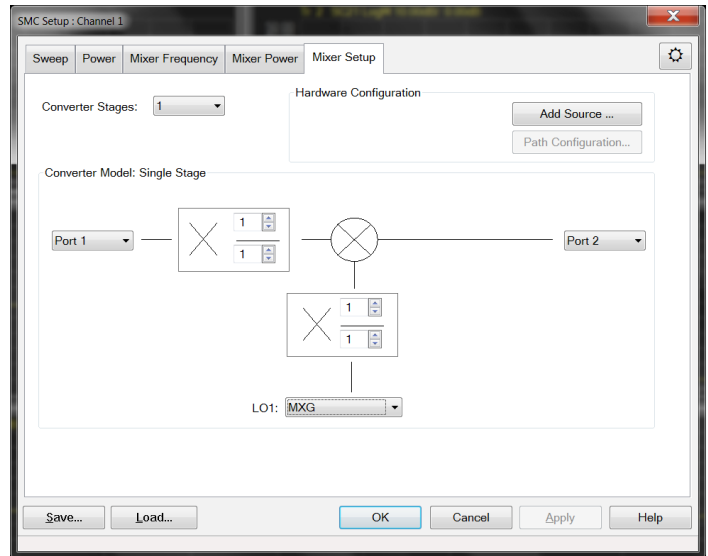 SMC Setup : Channel 1
Sweep
Power
Mixer Frequency
Mixer Power
Mixer Setup
Converter Stages:
1
Hardware Configuration
Add Source ...
Path Configuration...
Converter Model: Single Stage
Port 1
1
1
Port 2
1
1
LO1:
MXG
Save...
Load...
OK
Cancel
Apply
Help